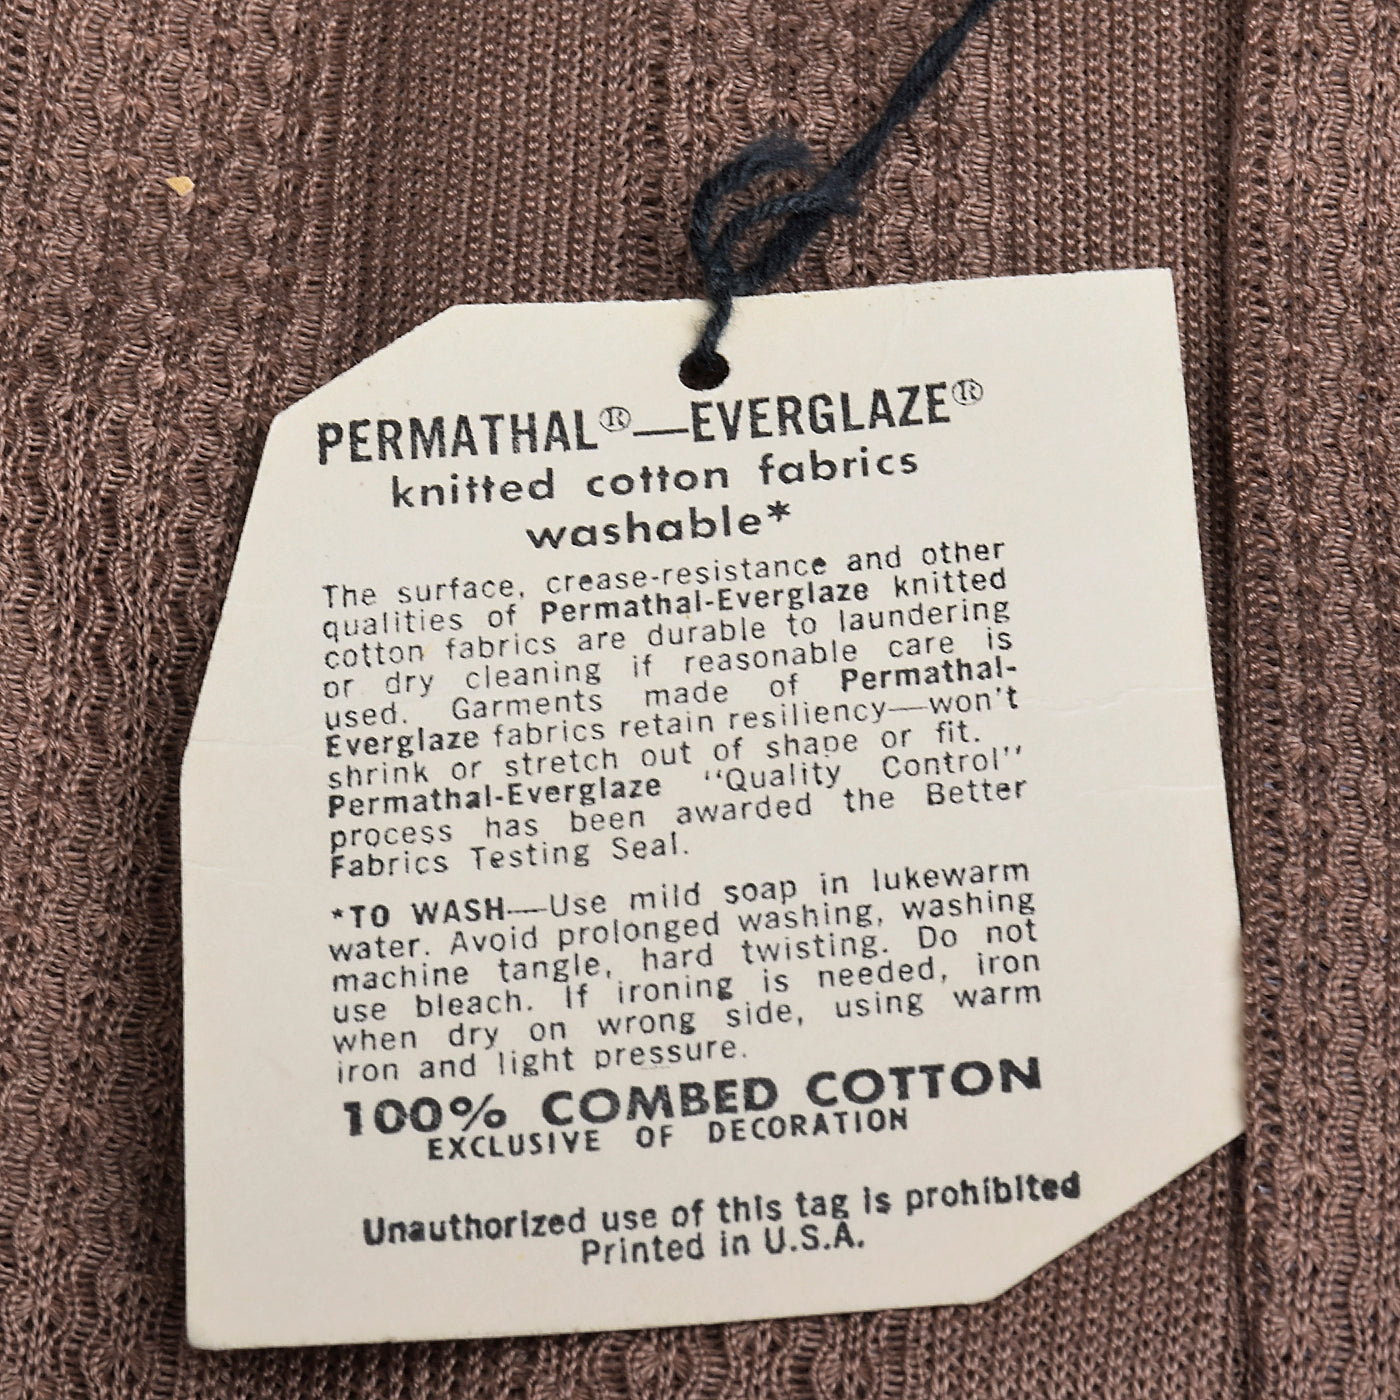 PERMATHAL®—EVERGLAZE®
knitted cotton fabrics
washable*
The surface, crease-resistance and other
qualities of Permathal-Everglaze knitted
cotton fabrics are durable to laundering
or dry cleaning if reasonable care is
used. Garments made of Permathal-
Everglaze fabrics retain resiliency—won't
shrink or stretch out of shape or fit.
Permathal-Everglaze "Quality Control"
process has been awarded the Better
Fabrics Testing Seal.
*TO WASH—Use mild soap in lukewarm
water. Avoid prolonged washing, washing
machine tangle, hard twisting. Do not
use bleach. If ironing is needed, iron
when dry on wrong side, using warm
iron and light pressure.
100% COMBED COTTON
EXCLUSIVE OF DECORATION
Unauthorized use of this tag is prohibited
Printed in U.S.A.